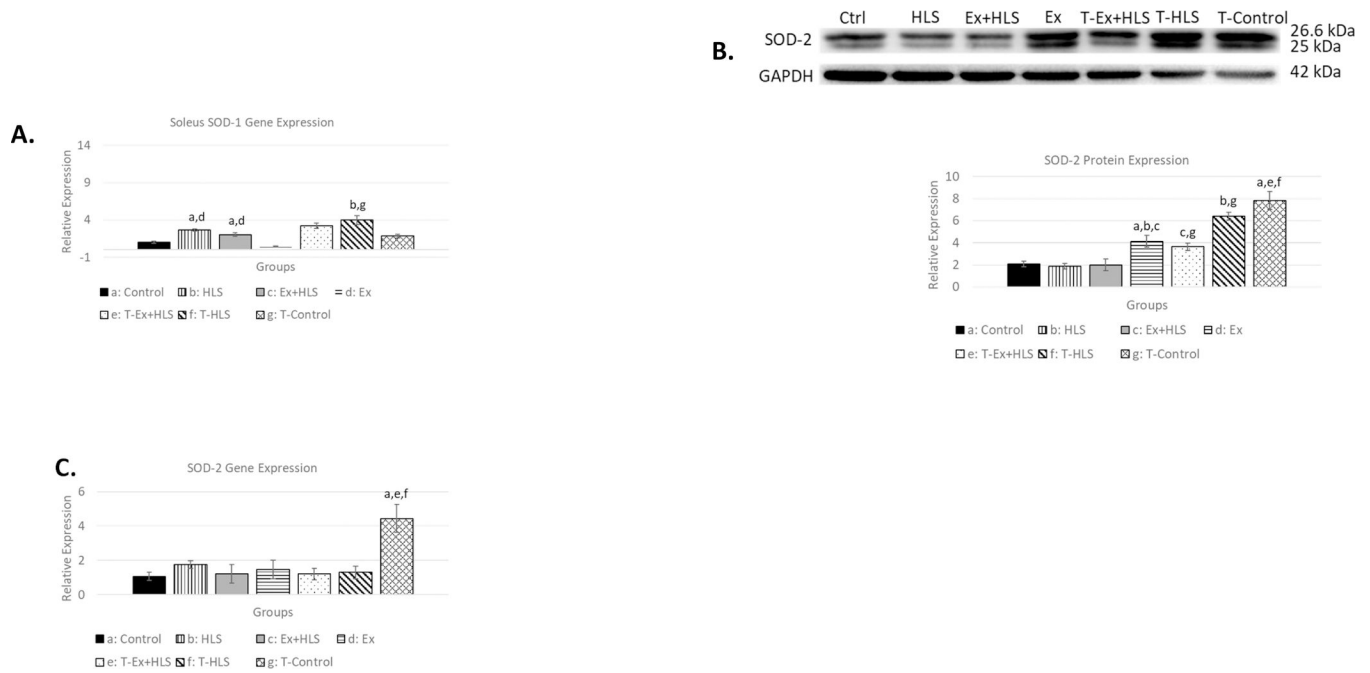 A.
Soleus SOD-1 Gene Expression
Relative Expression
14
9
4
-1
a,d
a,d
b,g
Groups
a: Control b: HLS c: Ex+HLS d: Ex
e: T-Ex+HLS f: T-HLS g: T-Control
B.
Ctrl HLS Ex+HLS Ex T-Ex+HLS T-HLS T-Control
SOD-2
26.6 kDa
25 kDa
GAPDH
42 kDa
SOD-2 Protein Expression
Relative Expression
10
8
6
4
2
0
a,b,c
c,g
b,g
a,e,f
Groups
a: Control b: HLS c: Ex+HLS d: Ex
e: T-Ex+HLS f: T-HLS g: T-Control
C.
SOD-2 Gene Expression
Relative Expression
6
4
2
0
a,e,f
Groups
a: Control b: HLS c: Ex+HLS d: Ex
e: T-Ex+HLS f: T-HLS g: T-Control